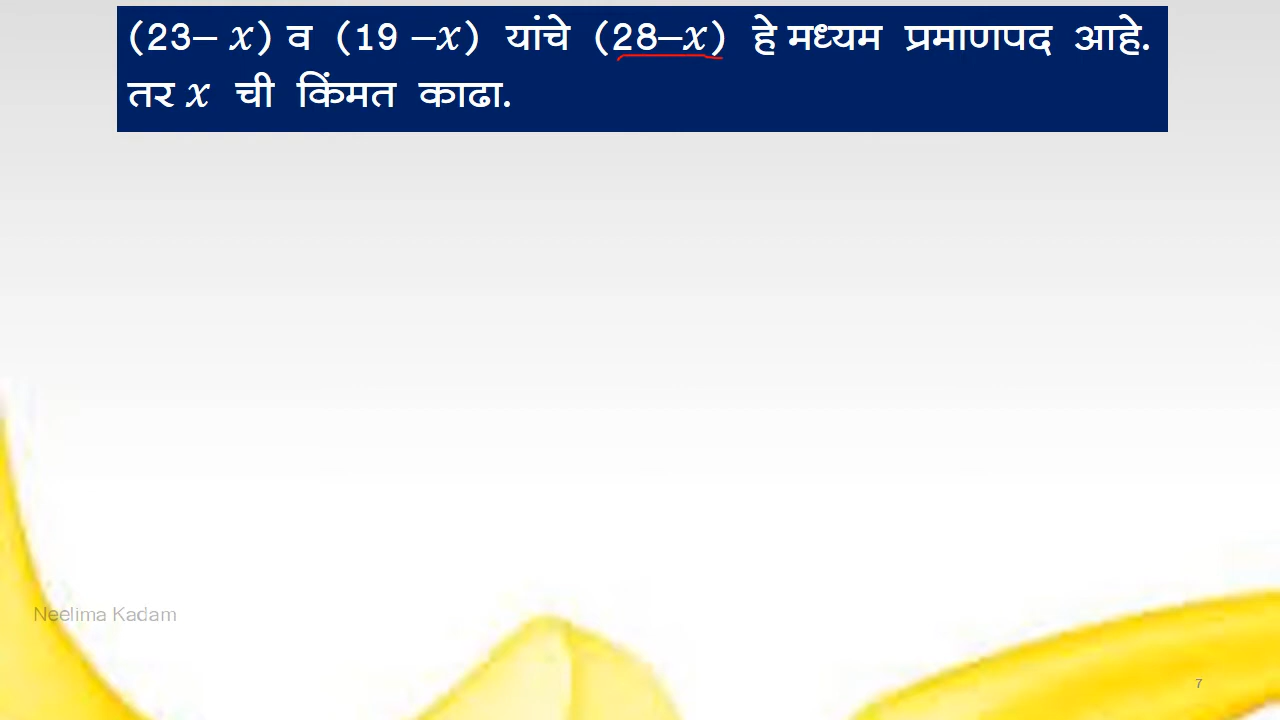 (23– x) व (19 –x) यांचे (28–x) हे मध्यम प्रमाणपद आहे.
तर x ची किंमत काढा.
Neelima Kadam
7